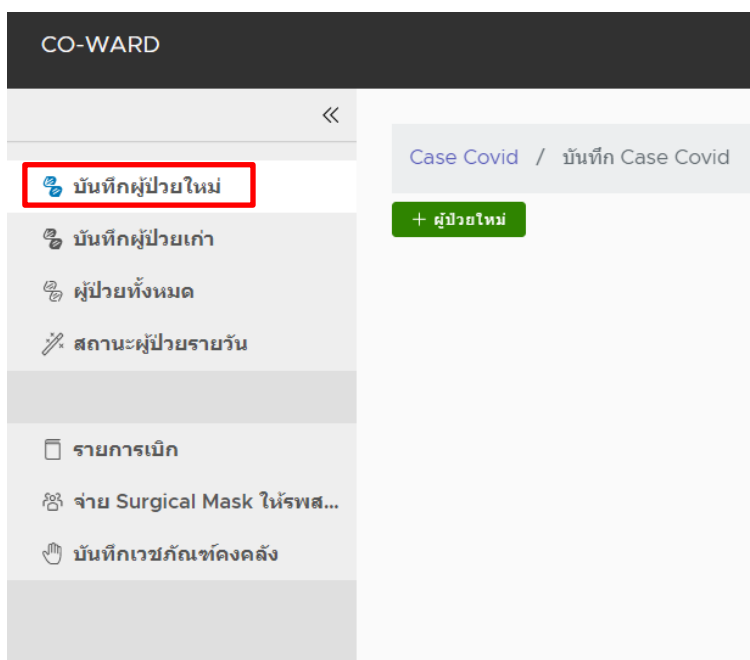 CO-WARD
Case Covid / บันทึก Case Covid
+ ผู้ป่วยใหม่
บันทึกผู้ป่วยใหม่
บันทึกผู้ป่วยเก่า
ผู้ป่วยทั้งหมด
สถานะผู้ป่วยรายวัน
รายการเบิก
จ่าย Surgical Mask ให้รพส...
บันทึกเวชภัณฑ์คงคลัง